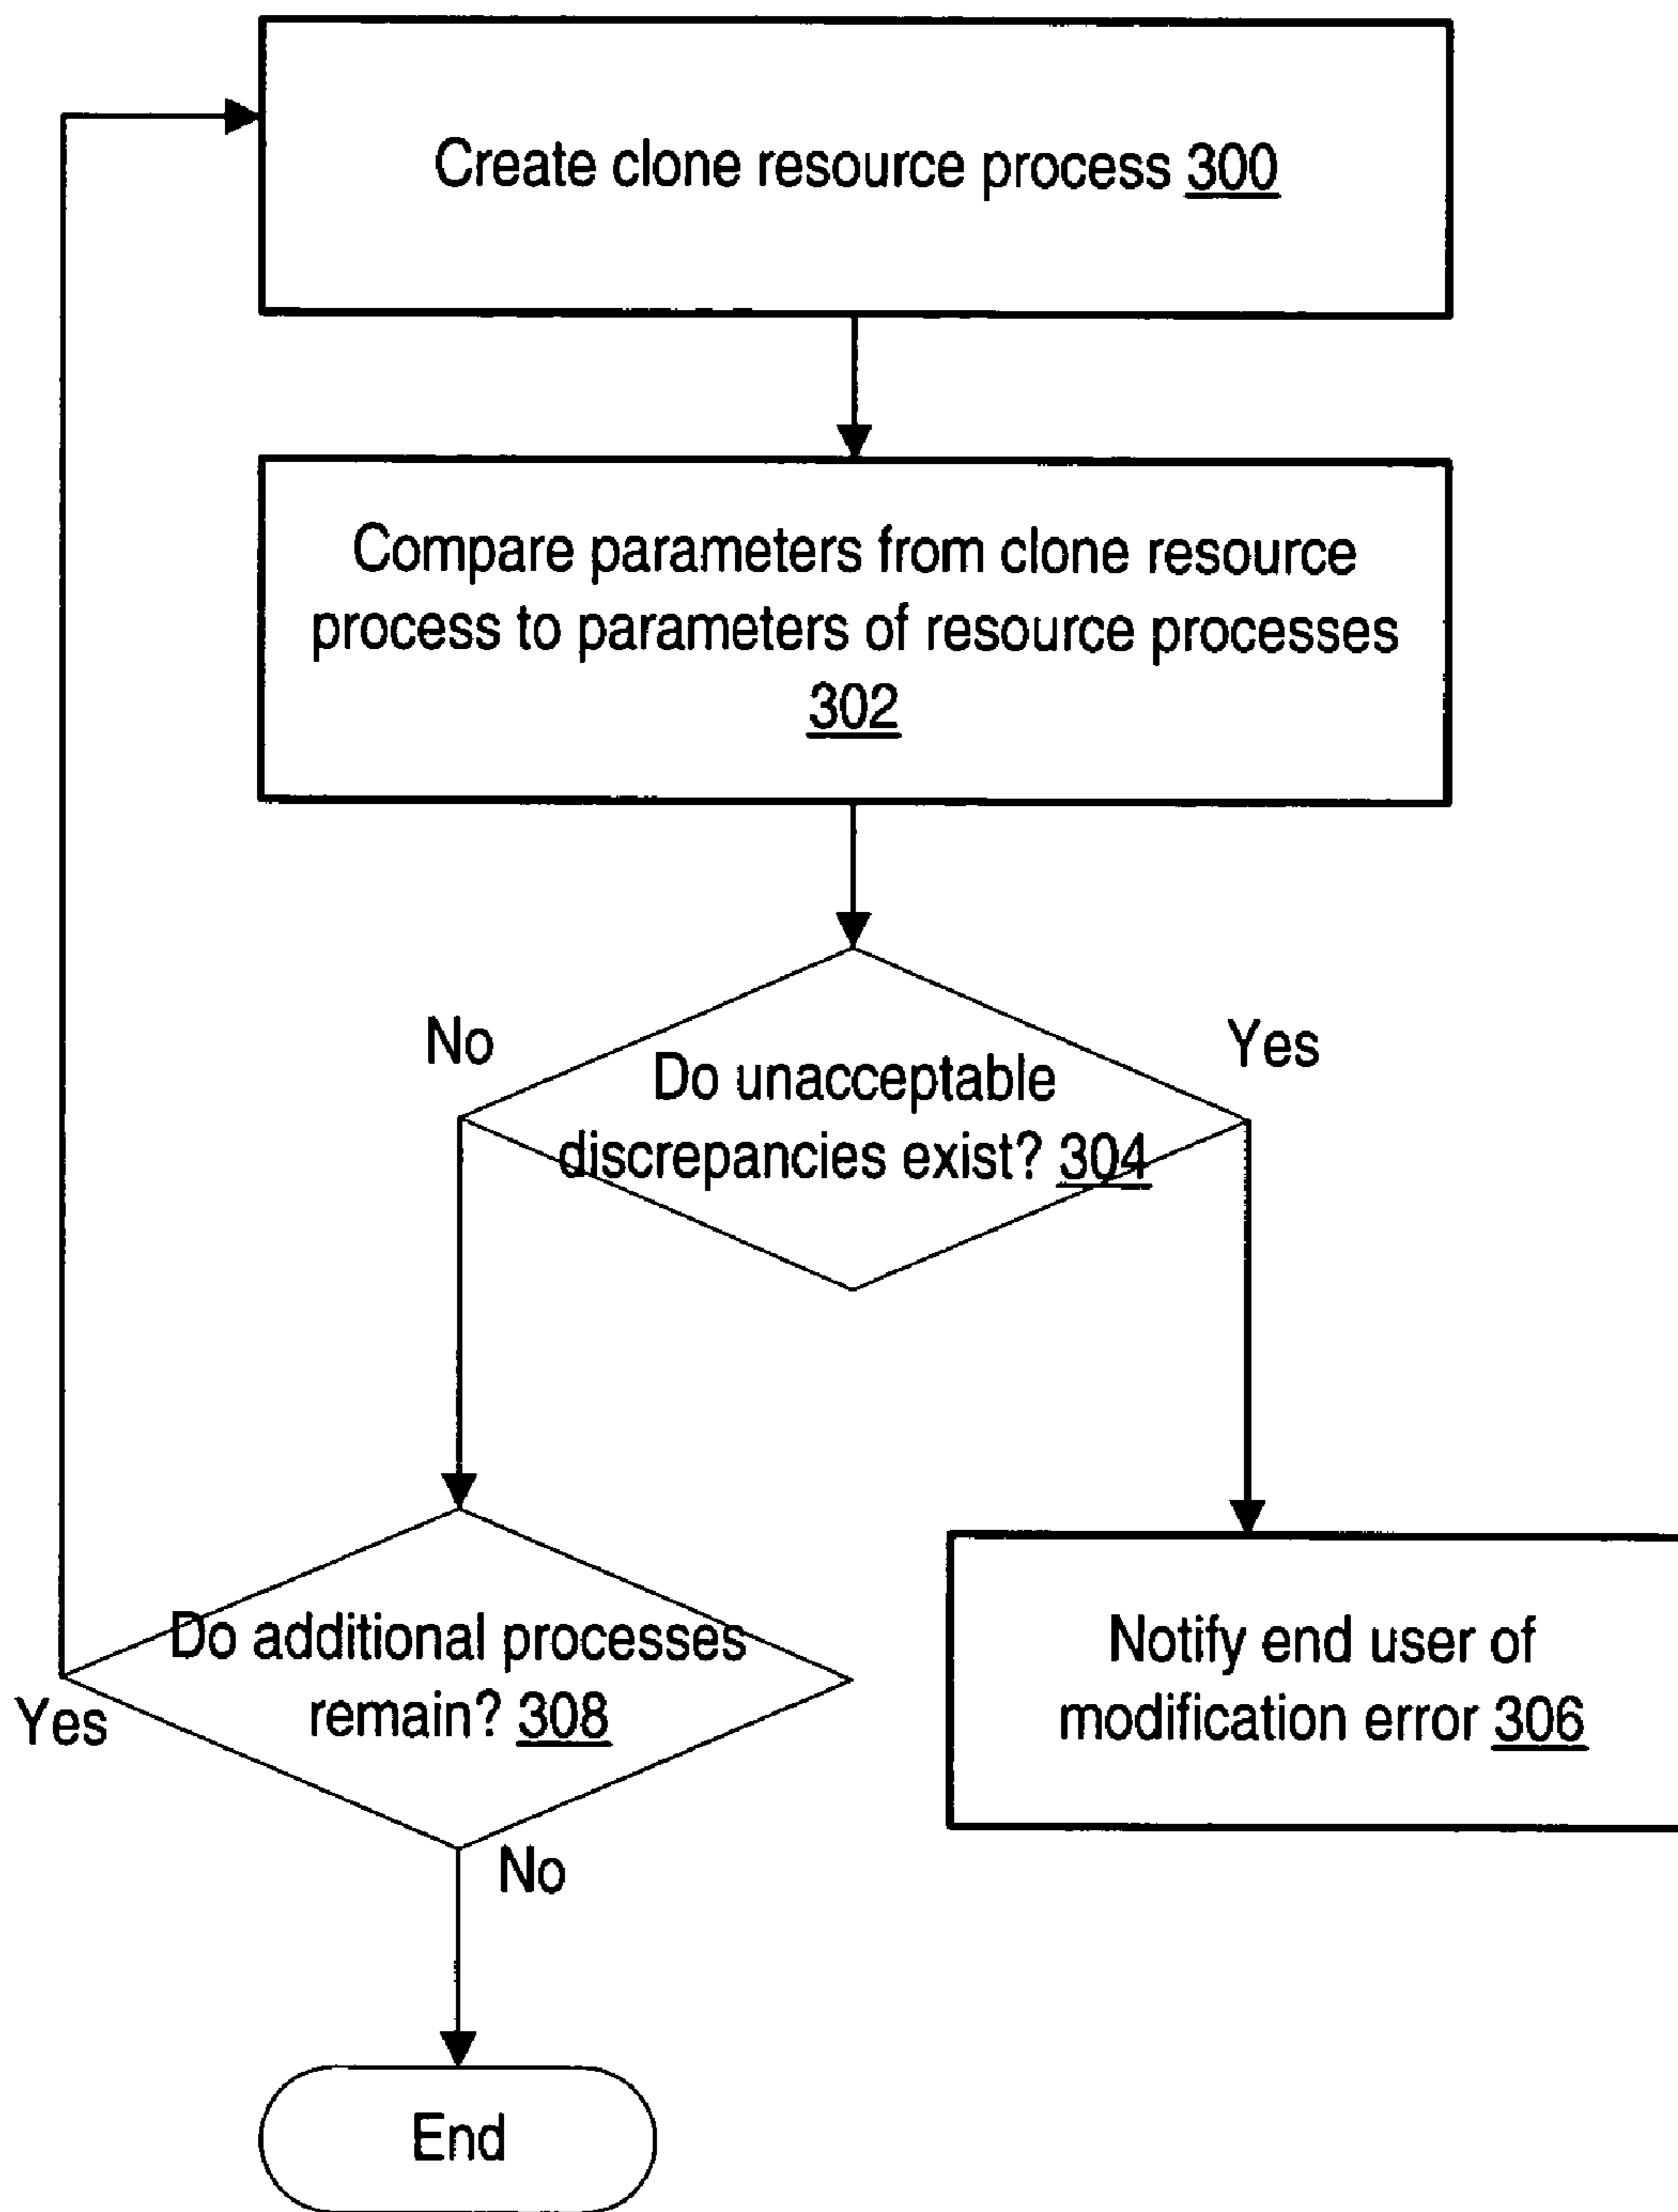 Create clone resource process 300
Compare parameters from clone resource
process to parameters of resource processes
302
No
Yes
Do unacceptable
discrepancies exist? 304
Do additional processes
remain? 308
Yes
No
Notify end user of
modification error 306
End